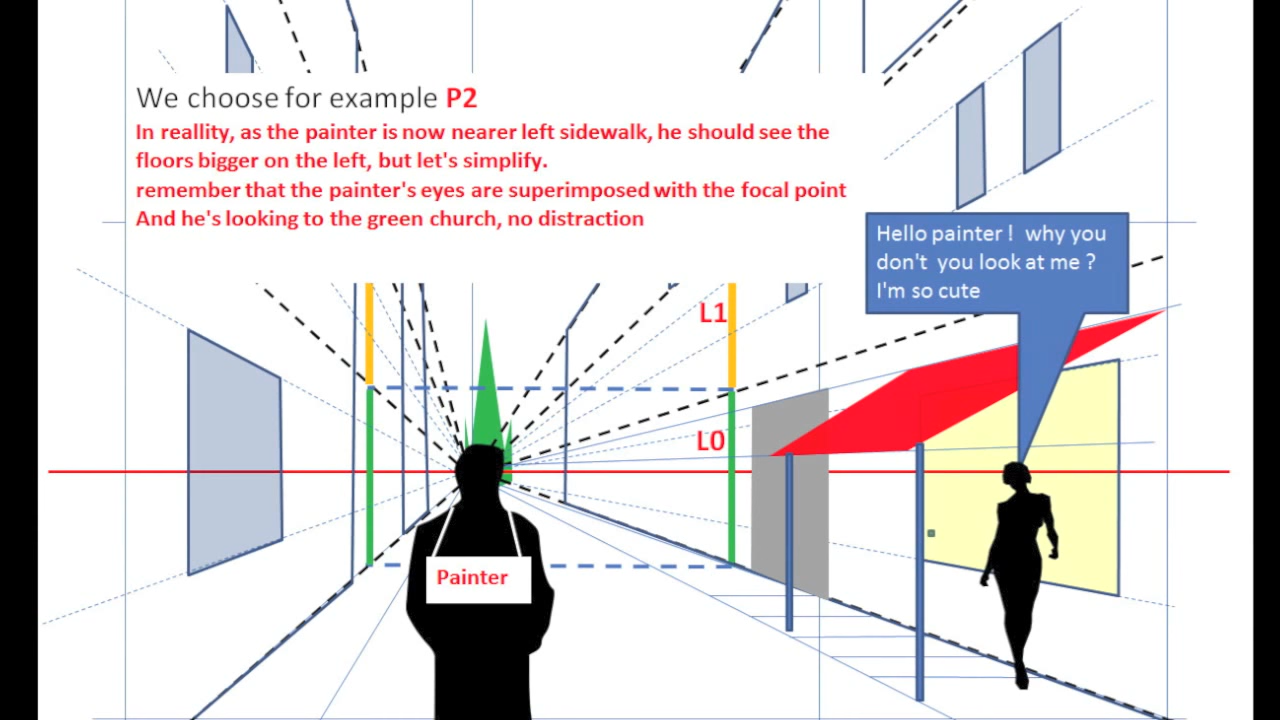 We choose for example P2
In reallity, as the painter is now nearer left sidewalk, he should see the
floors bigger on the left, but let's simplify.
remember that the painter's eyes are superimposed with the focal point
And he's looking to the green church, no distraction
Hello painter ! why you
don't you look at me ?
I'm so cute
L1
L0
Painter